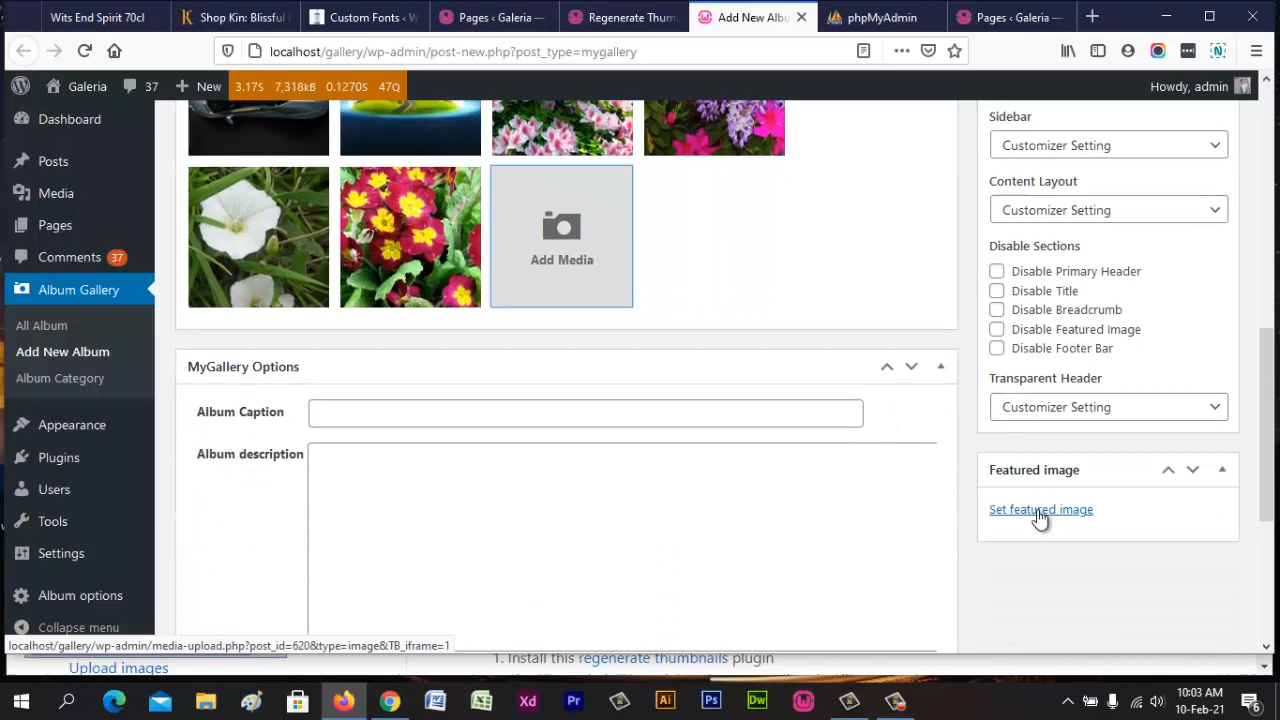 Wits End Spirit 70cl
Shop Kin: Blissful
Custom Fonts ‹ W
Pages ‹ Galeria —
Regenerate Thum
Add New Albu
phpMyAdmin
Pages ‹ Galeria —
localhost/gallery/wp-admin/post-new.php?post_type=mygallery
Galeria
37
New
3.17S 7,318kB 0.1270S 47Q
Howdy, admin
Dashboard
Posts
Media
Pages
Comments 37
Album Gallery
All Album
Add New Album
Album Category
Appearance
Plugins
Users
Tools
Settings
Album options
Collapse menu
Add Media
MyGallery Options
Album Caption
Album description
Sidebar
Customizer Setting
Content Layout
Customizer Setting
Disable Sections
Disable Primary Header
Disable Title
Disable Breadcrumb
Disable Featured Image
Disable Footer Bar
Transparent Header
Customizer Setting
Featured image
Set featured image
localhost/gallery/wp-admin/media-upload.php?post_id=620&type=image&TB_iframe=1
Upload images
1. Install this regenerate thumbnails plugin
Xd
Pr
Ai
Ps
Dw
10:03 AM
10-Feb-21
6